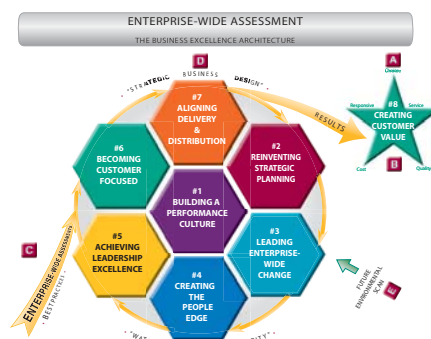 ENTERPRISE-WIDE ASSESSMENT
THE BUSINESS EXCELLENCE ARCHITECTURE
D
"STRATEGIC BUSINESS DESIGN"
A
Choices
Responsive
Service
#8
CREATING
CUSTOMER
VALUE
Cost
Quality
B
RESULTS
#7
ALIGNING
DELIVERY
&
DISTRIBUTION
#6
BECOMING
CUSTOMER
FOCUSED
#2
REINVENTING
STRATEGIC
PLANNING
#1
BUILDING A
PERFORMANCE
CULTURE
C
#5
ACHIEVING
LEADERSHIP
EXCELLENCE
#3
LEADING
ENTERPRISE-
WIDE
CHANGE
#4
CREATING
THE
PEOPLE
EDGE
ENTERPRISE-WIDE ASSESSMENT
BEST PRACTICES
FUTURE
ENVIRONMENTAL
SCAN
E